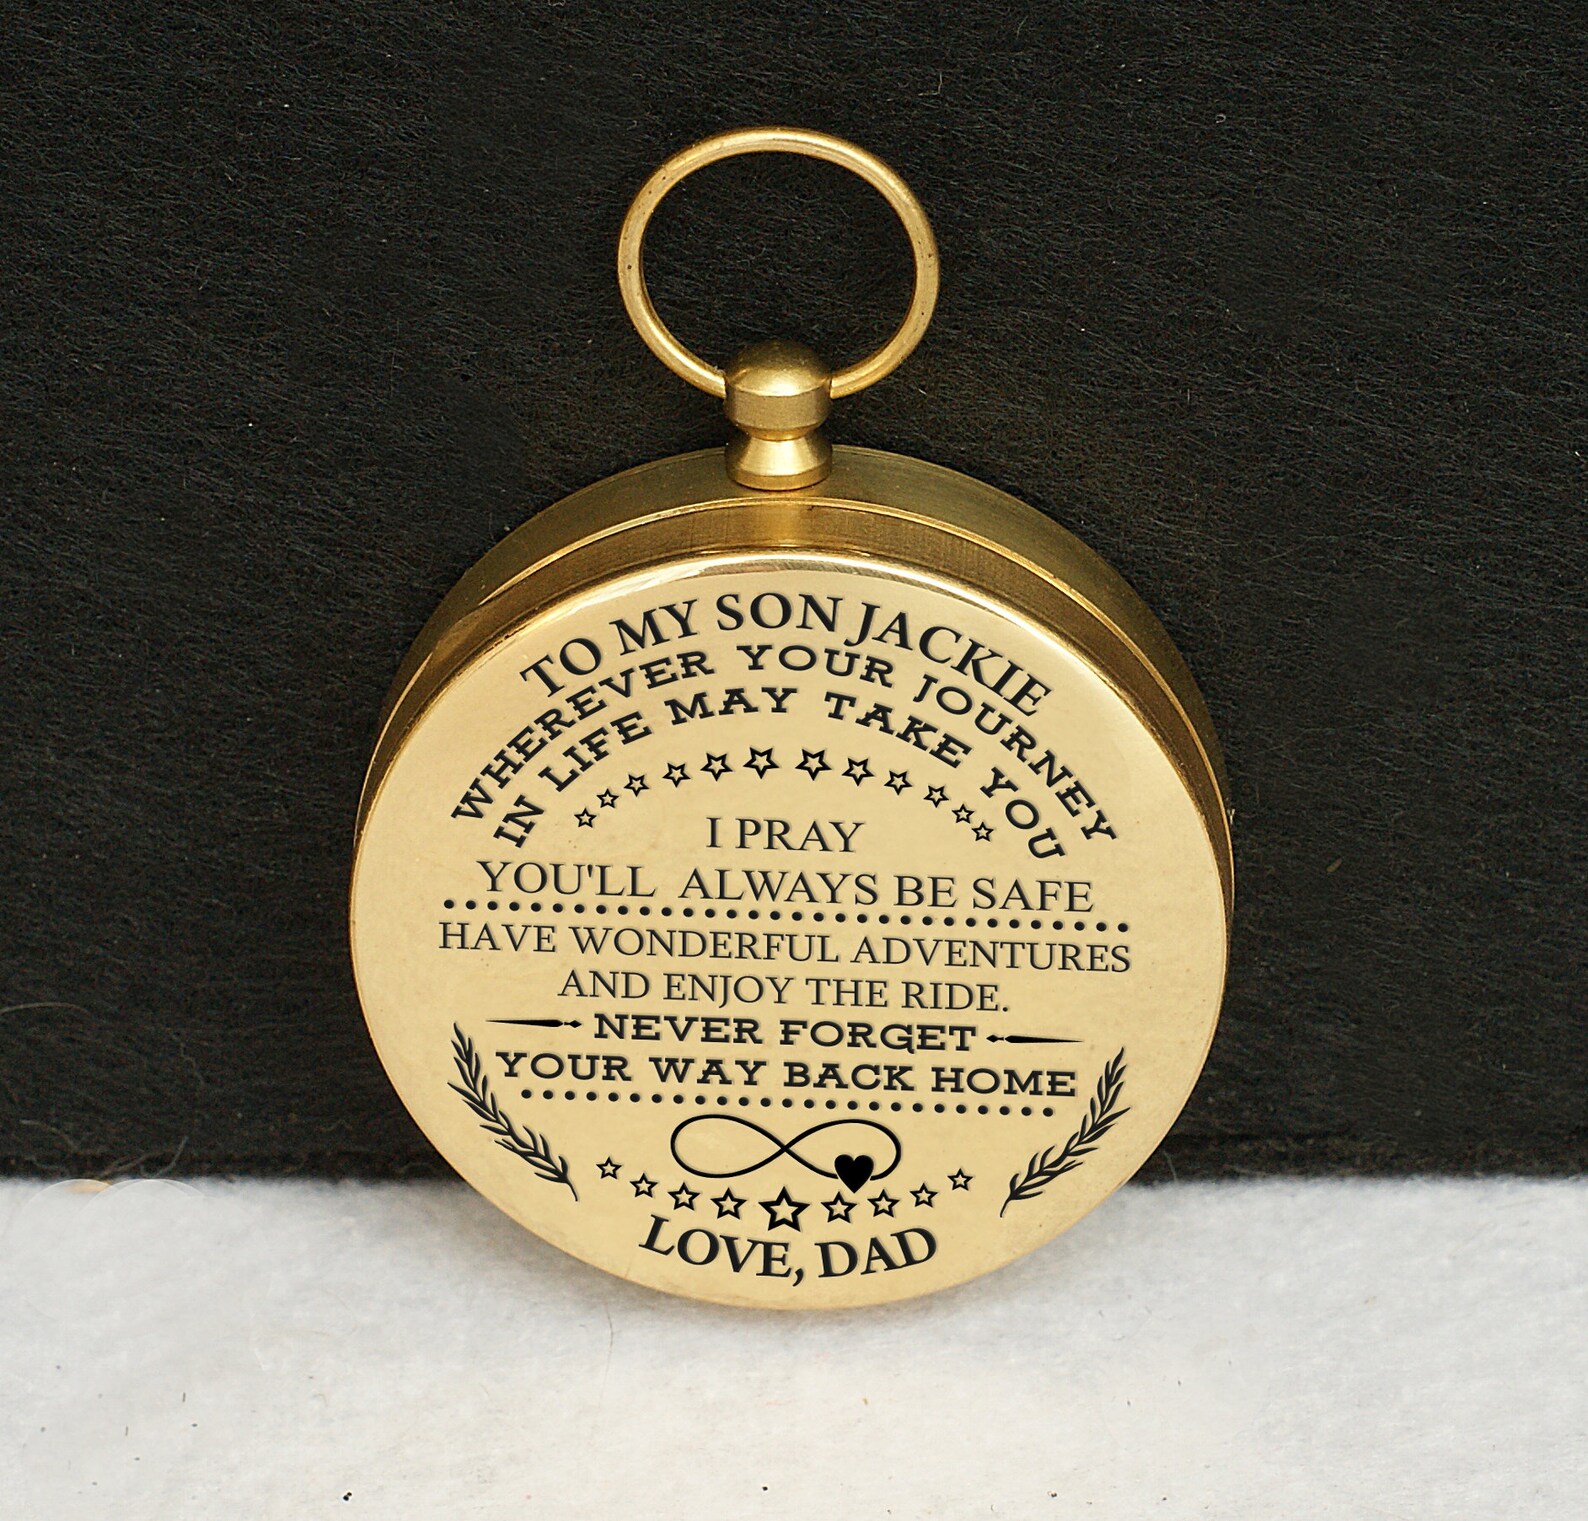 TO MY SON JACKIE
WHEREVER YOUR JOURNEY
IN LIFE MAY TAKE YOU
I PRAY
YOU'LL ALWAYS BE SAFE
HAVE WONDERFUL ADVENTURES
AND ENJOY THE RIDE.
NEVER FORGET
YOUR WAY BACK HOME
LOVE, DAD